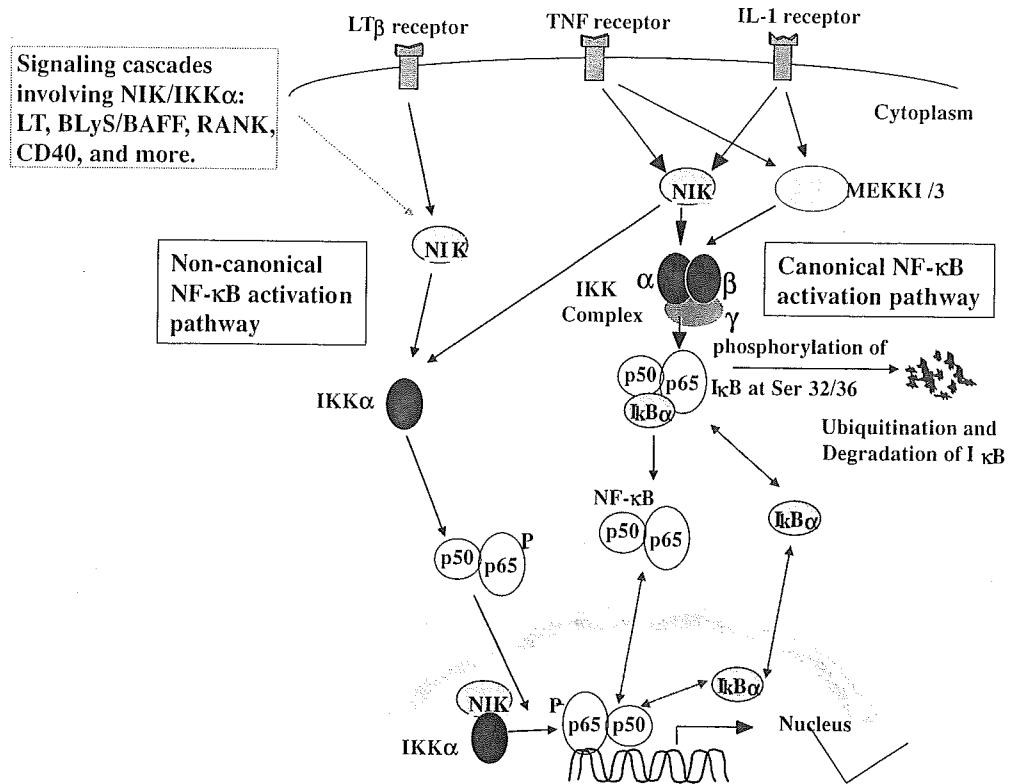 LTβ receptor
TNF receptor
IL-1 receptor
Signaling cascades
involving NIK/IKKα:
LT, BLyS/BAFF, RANK,
CD40, and more.
Cytoplasm
NIK
MEKKI /3
NIK
Non-canonical
NF-κB activation
pathway
α
β
γ
IKK
Complex
Canonical NF-κB
activation pathway
phosphorylation of
IκB at Ser 32/36
p50
p65
IkBα
IKKα
Ubiquitination and
Degradation of I κB
NF-κB
p50
p65
IkBα
p50
p65
P
IkBα
NIK
IKKα
P
p65
p50
Nucleus